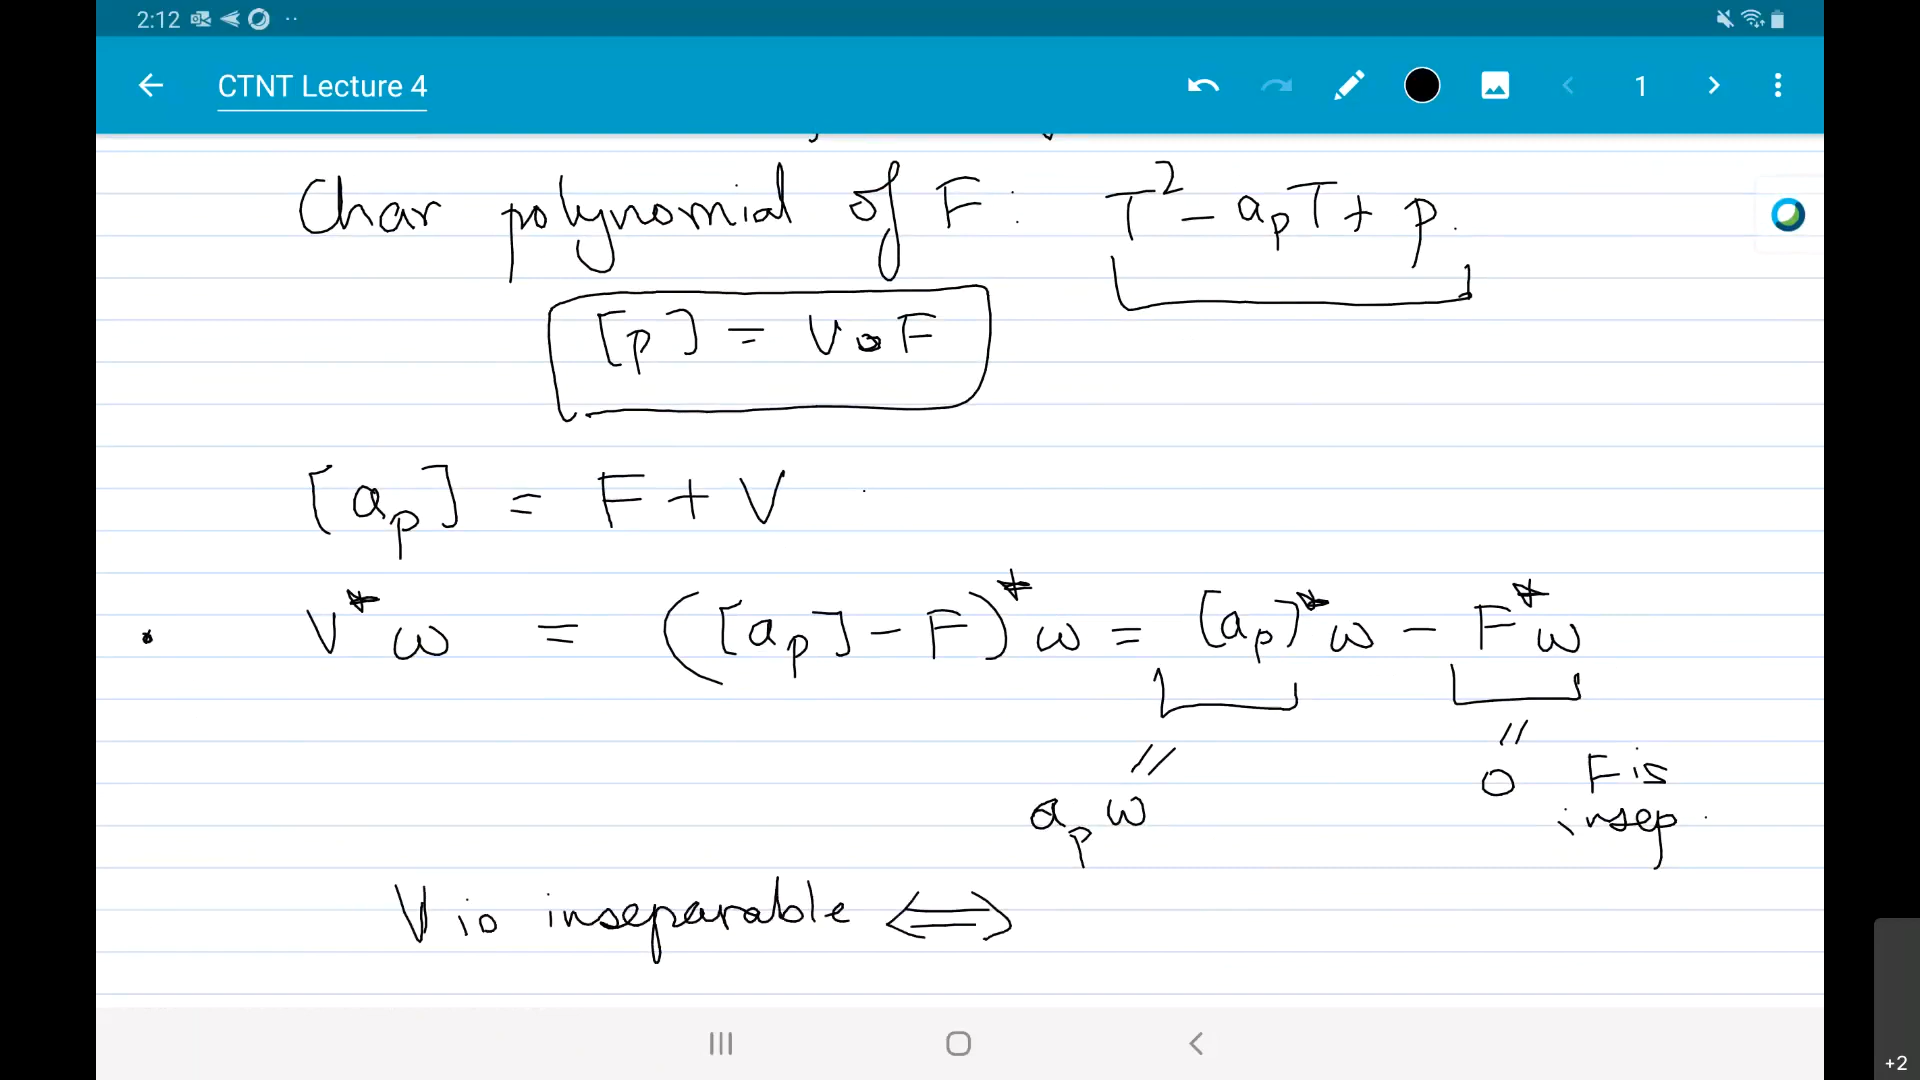 2:12
CTNT Lecture 4
1
Char polynomial of F: T² - a_p T + p.
[p] = V ∘ F
[a_p] = F + V
V* ω = ([a_p] - F)* ω = [a_p]* ω - F* ω
a_p ω
0 F is
insep.
V is inseparable ⟺
+2